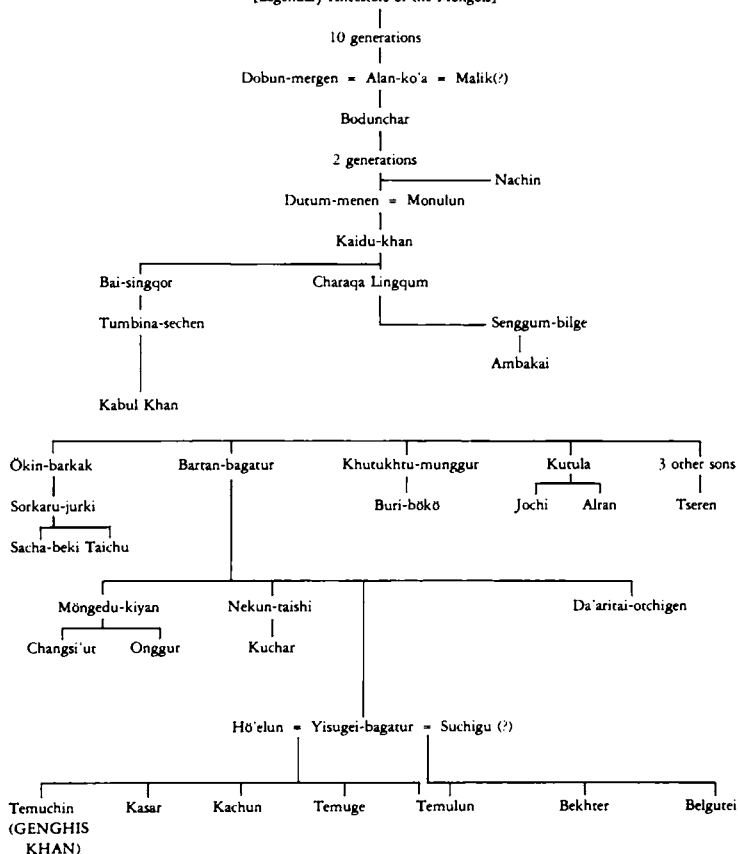 10 generations
Dobun-mergen = Alan-ko'a = Malik(?)
Bodunchar
2 generations
Nachin
Dutum-menen = Monulun
Kaidu-khan
Bai-singqor Charaqa Lingqum
Tumbina-sechen Senggum-bilge
Ambakai
Kabul Khan
Ökin-barkak Bartan-bagatur Khutukhtu-munggur Kutula 3 other sons
Sorkaru-jurki Buri-bökö Jochi Alran Tseren
Sacha-beki Taichu
Möngedu-kiyan Nekun-taishi Da'aritai-otchigen
Changsi'ut Onggur Kuchar
Hö'elun = Yisugei-bagatur = Suchigu (?)
Temuchin Kasar Kachun Temuge Temulun Bekhter Belgutei
(GENGHIS
KHAN)